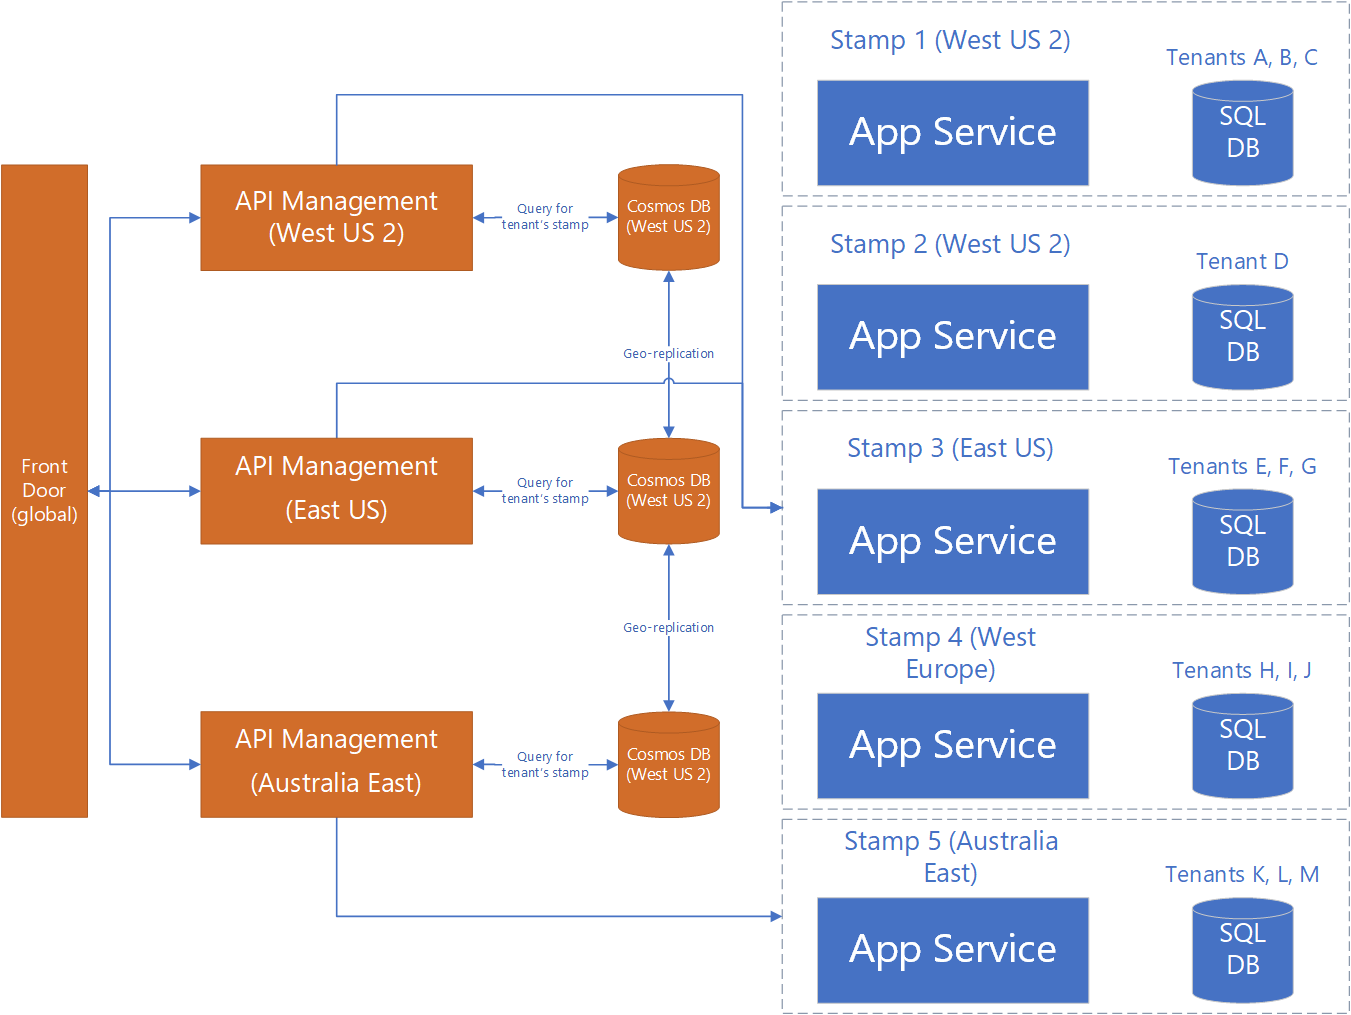 Front
Door
(global)
API Management
(West US 2)
Query for
tenant's stamp
Cosmos DB
(West US 2)
Geo-replication
API Management
(East US)
Query for
tenant's stamp
Cosmos DB
(West US 2)
Geo-replication
API Management
(Australia East)
Query for
tenant's stamp
Cosmos DB
(West US 2)
Stamp 1 (West US 2)
App Service
Tenants A, B, C
SQL
DB
Stamp 2 (West US 2)
App Service
Tenant D
SQL
DB
Stamp 3 (East US)
App Service
Tenants E, F, G
SQL
DB
Stamp 4 (West
Europe)
App Service
Tenants H, I, J
SQL
DB
Stamp 5 (Australia
East)
App Service
Tenants K, L, M
SQL
DB